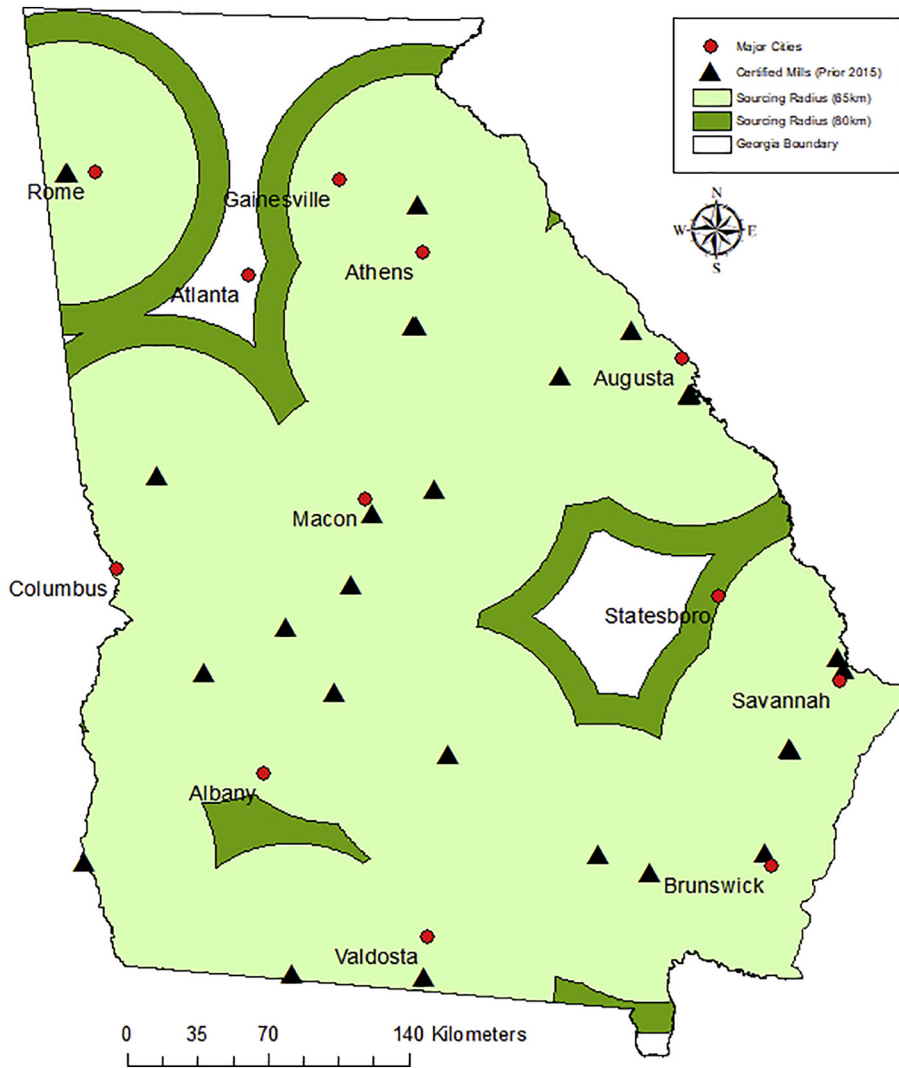 Major Cities
Certified Mills (Prior 2015)
Sourcing Radius (65km)
Sourcing Radius (80km)
Georgia Boundary
N
W E
S
Rome
Gainesville
Athens
Atlanta
Augusta
Macon
Columbus
Statesboro
Savannah
Albany
Brunswick
Valdosta
0 35 70 140 Kilometers